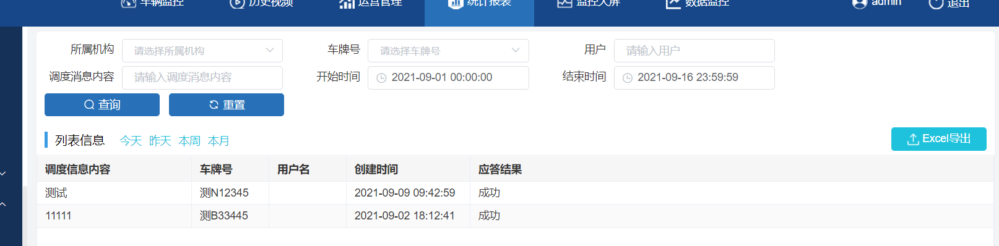 车辆监控 历史视频 运营管理 统计报表 监控大屏 数据监控 admin 退出
所属机构 请选择所属机构 车牌号 请选择车牌号 用户 请输入用户
调度消息内容 请输入调度消息内容 开始时间 2021-09-01 00:00:00 结束时间 2021-09-16 23:59:59
查询 重置
列表信息 今天 昨天 本周 本月 Excel导出
调度信息内容 车牌号 用户名 创建时间 应答结果
测试 测N12345 2021-09-09 09:42:59 成功
11111 测B33445 2021-09-02 18:12:41 成功